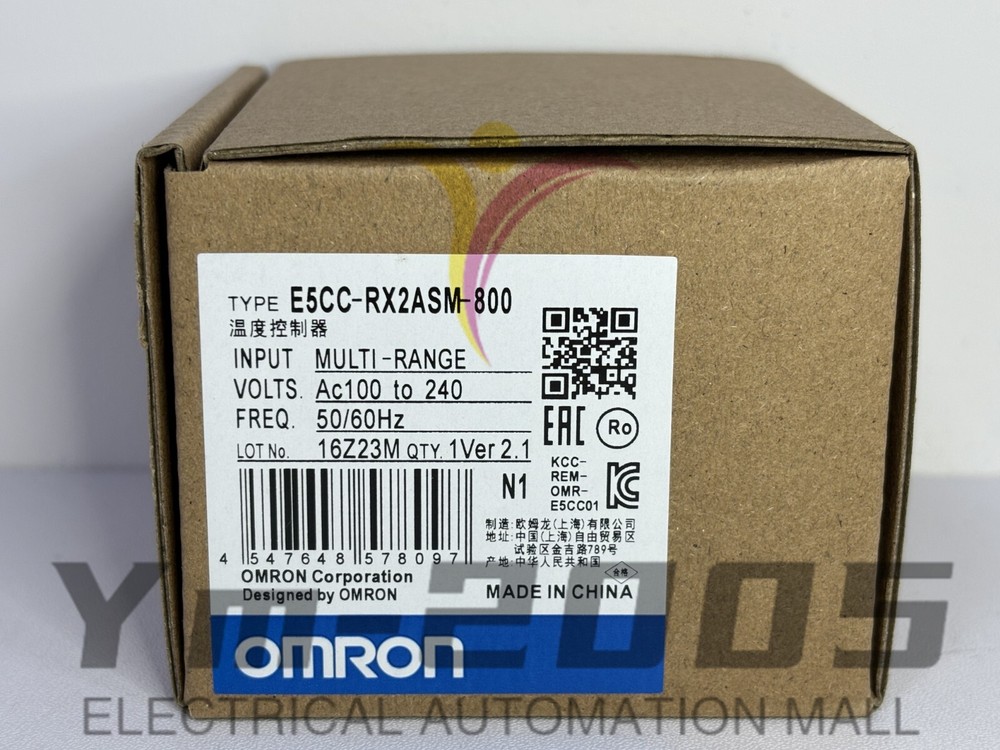 TYPE E5CC-RX2ASM-800
温度控制器
INPUT MULTI-RANGE
VOLTS. Ac100 to 240
FREQ. 50/60Hz
LOT No. 16Z23M QTY. 1Ver 2.1
EAC Ro
N1
KCC-
REM-
OMR-
E5CC01
4 547648 578097
制造:欧姆龙(上海)有限公司
地址:中国(上海)自由贸易区
试验区金吉路789号
产地:中华人民共和国
合格
OMRON Corporation
Designed by OMRON
MADE IN CHINA
OMRON
Ym-2005
ELECTRICAL AUTOMATION MALL